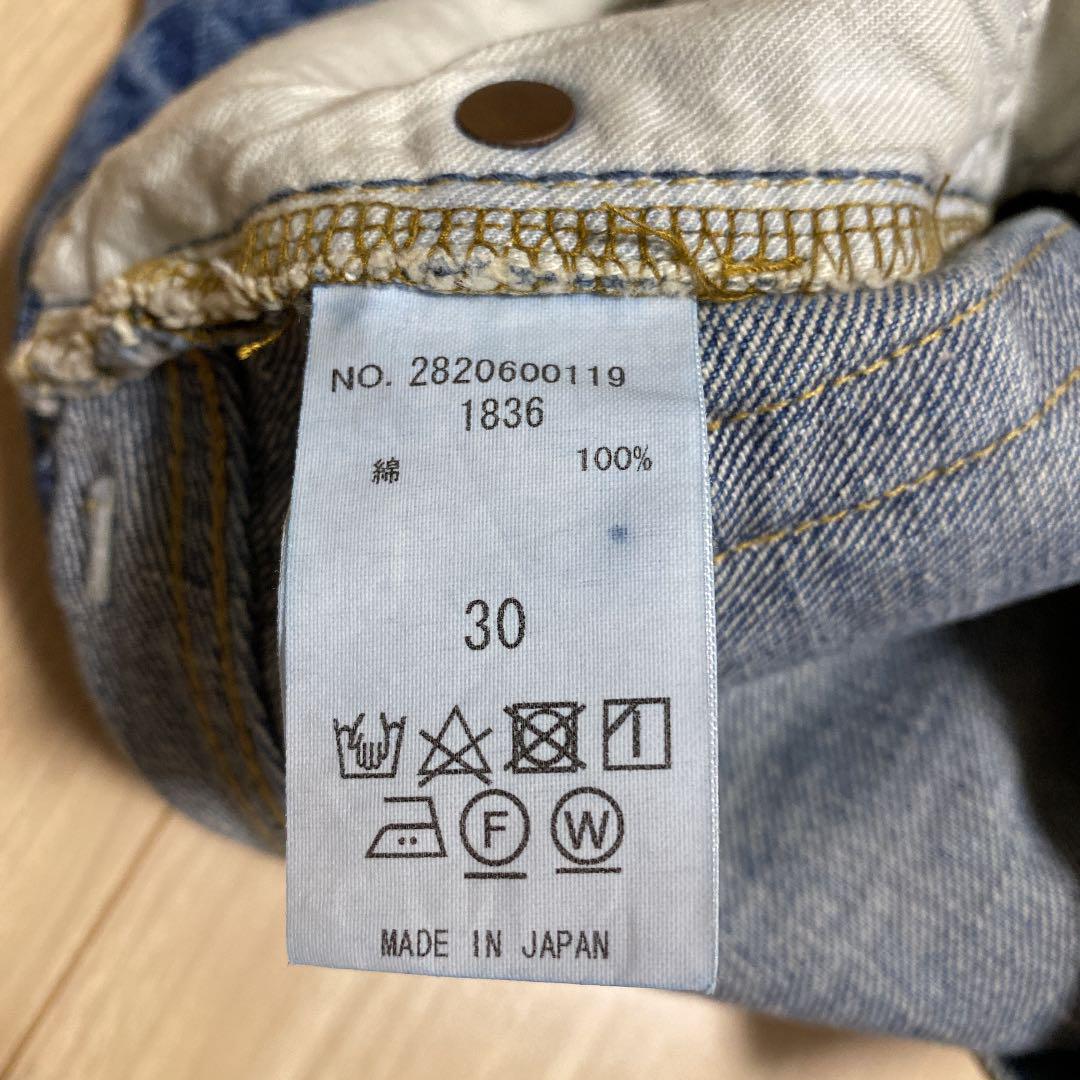 NO. 2820600119
1836
綿 100%
30
F W
MADE IN JAPAN